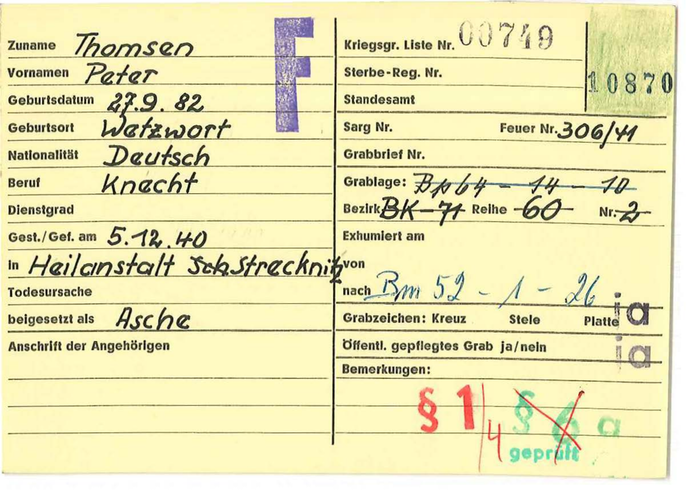 Zuname Thomsen
Vornamen Peter
Geburtsdatum 27.9.82
Geburtsort Watzwort
Nationalität Deutsch
Beruf Knecht
Dienstgrad
Gest./Gef. am 5.12.40
in Heilanstalt Sch. Strecknitz
Todesursache
beigesetzt als Asche
Anschrift der Angehörigen
F
Kriegsgr. Liste Nr. 00749
10870
Sterbe-Reg. Nr.
Standesamt
Sarg Nr. Feuer Nr. 306/41
Grabbrief Nr.
Grablage: Bp 64 - 14 - 10
Bezirk BK-71 Reihe 60 Nr. 2
Exhumiert am
von
nach Bm 52 - 1 - 26
Grabzeichen: Kreuz Stele Platte ja
Öffentl. gepflegtes Grab ja/nein ja
Bemerkungen:
§ 1/4 § 6 a
geprüft